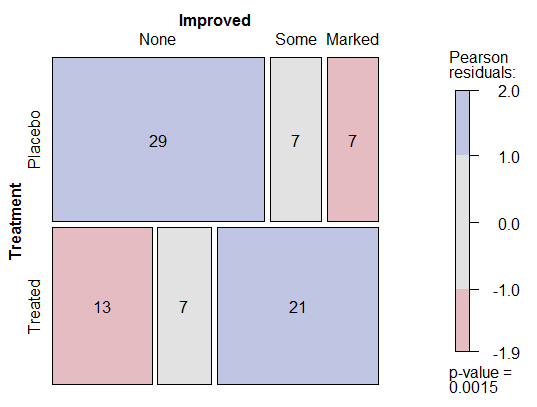 Improved
None Some Marked
Treatment
Placebo
29 7 7
Treated
13 7 21
Pearson
residuals:
2.0
1.0
0.0
-1.0
-1.9
p-value =
0.0015